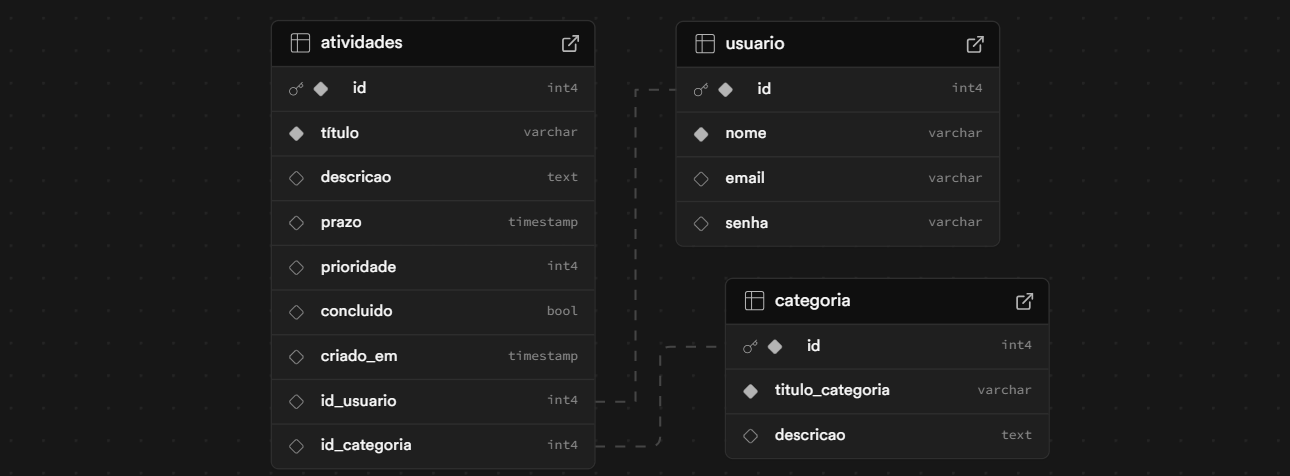 atividades
id int4
título varchar
descricao text
prazo timestamp
prioridade int4
concluido bool
criado_em timestamp
id_usuario int4
id_categoria int4
usuario
id int4
nome varchar
email varchar
senha varchar
categoria
id int4
titulo_categoria varchar
descricao text